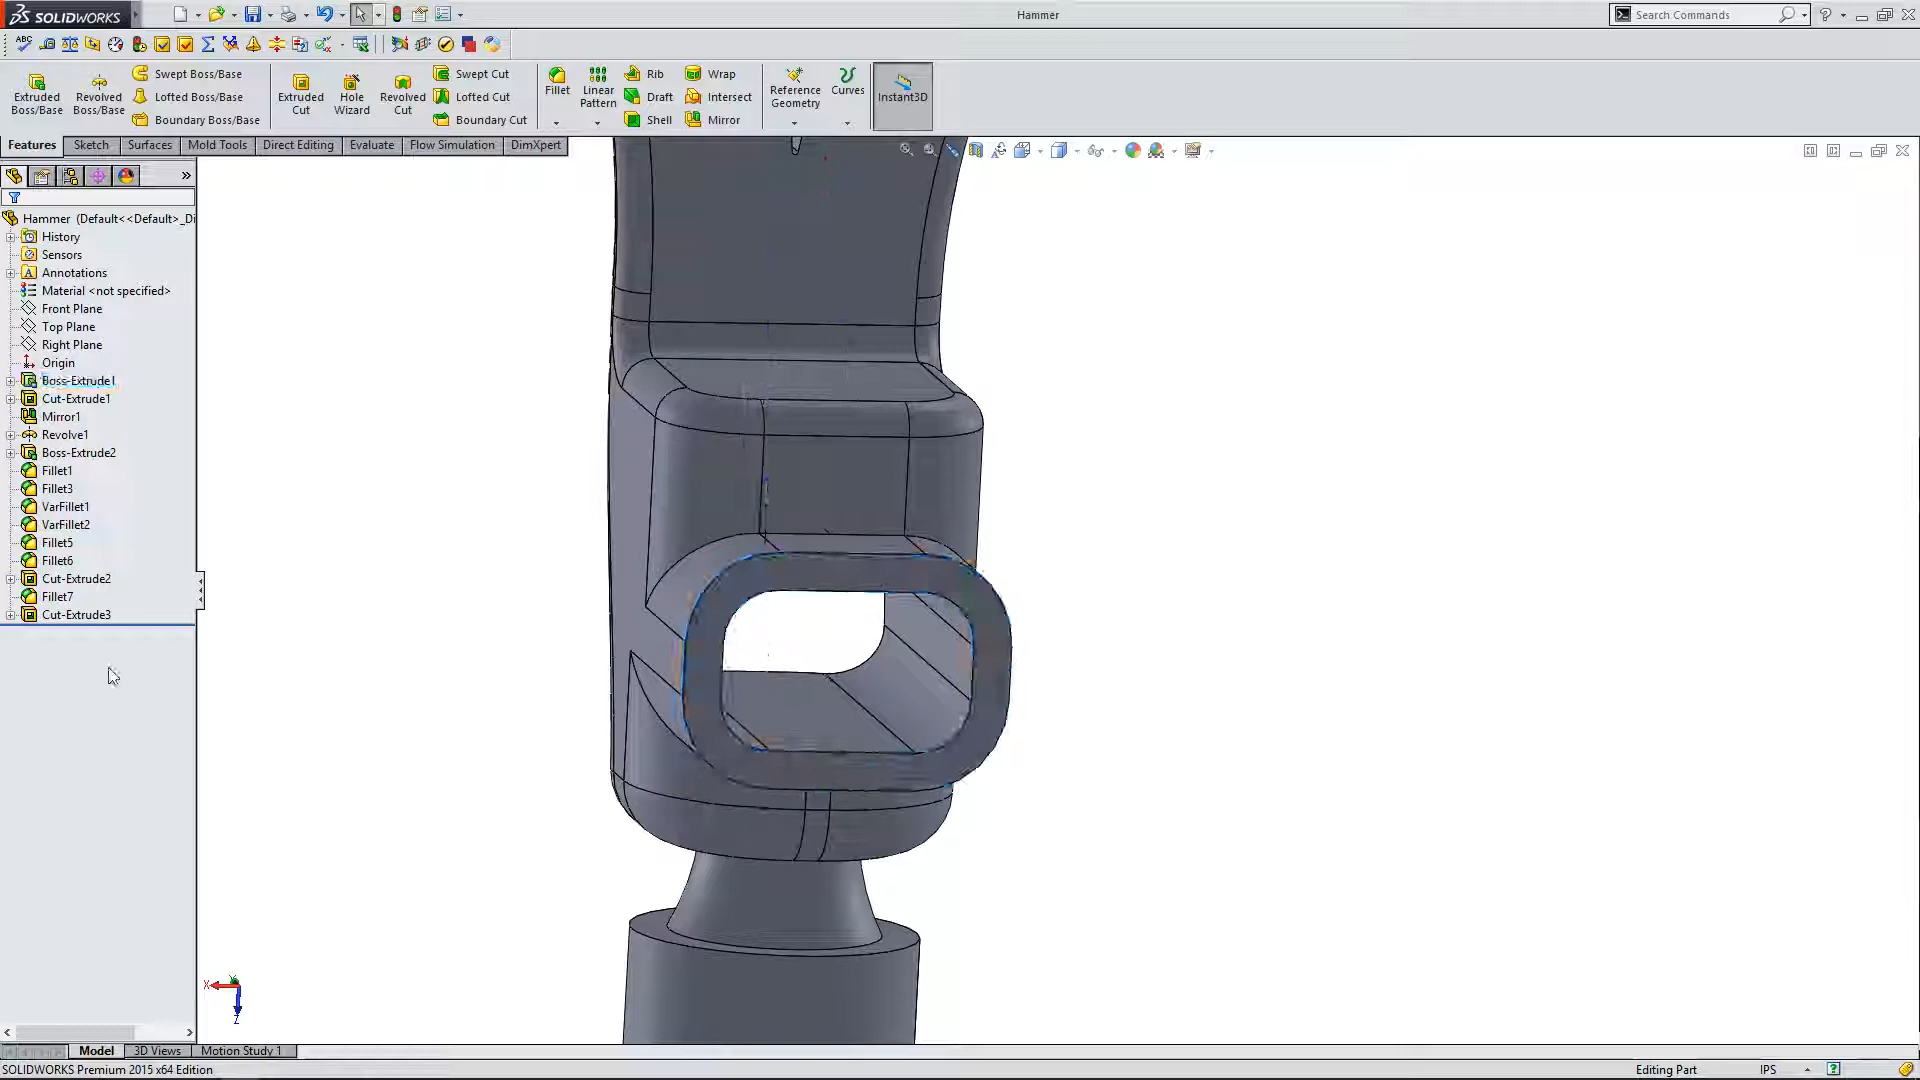 SOLIDWORKS
Hammer
Search Commands
Extruded Boss/Base
Revolved Boss/Base
Swept Boss/Base
Lofted Boss/Base
Boundary Boss/Base
Extruded Cut
Hole Wizard
Revolved Cut
Swept Cut
Lofted Cut
Boundary Cut
Fillet
Linear Pattern
Rib
Draft
Shell
Wrap
Intersect
Mirror
Reference Geometry
Curves
Instant3D
Features
Sketch
Surfaces
Mold Tools
Direct Editing
Evaluate
Flow Simulation
DimXpert
Hammer (Default<<Default>_Di
History
Sensors
Annotations
Material <not specified>
Front Plane
Top Plane
Right Plane
Origin
Boss-Extrude1
Cut-Extrude1
Mirror1
Revolve1
Boss-Extrude2
Fillet1
Fillet3
VarFillet1
VarFillet2
Fillet5
Fillet6
Cut-Extrude2
Fillet7
Cut-Extrude3
X
Y
Z
Model
3D Views
Motion Study 1
SOLIDWORKS Premium 2015 x64 Edition
Editing Part
IPS